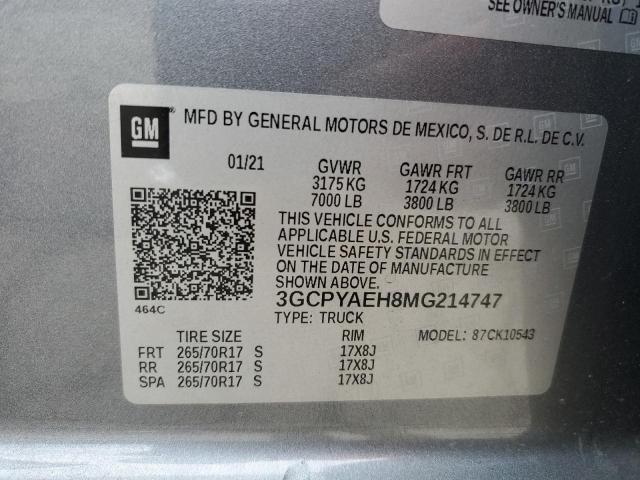 SEE OWNER'S MANUAL
GM ®
MFD BY GENERAL MOTORS DE MEXICO, S. DE R.L. DE C.V.
01/21 GVWR GAWR FRT GAWR RR
3175 KG 1724 KG 1724 KG
7000 LB 3800 LB 3800 LB
THIS VEHICLE CONFORMS TO ALL
APPLICABLE U.S. FEDERAL MOTOR
VEHICLE SAFETY STANDARDS IN EFFECT
ON THE DATE OF MANUFACTURE
SHOWN ABOVE.
464C
3GCPYAEH8MG214747
TYPE: TRUCK MODEL: 87CK10543
TIRE SIZE RIM
FRT 265/70R17 S 17X8J
RR 265/70R17 S 17X8J
SPA 265/70R17 S 17X8J